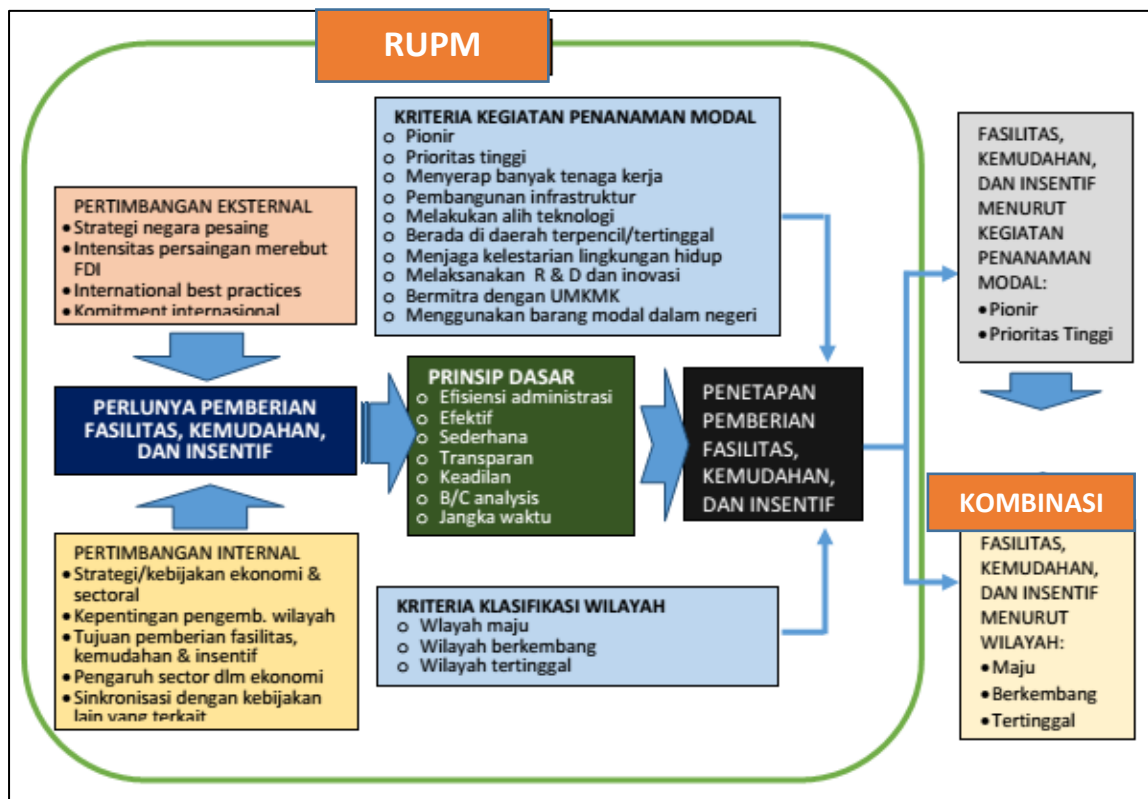 RUPM
KRITERIA KEGIATAN PENANAMAN MODAL
o Pionir
o Prioritas tinggi
o Menyerap banyak tenaga kerja
o Pembangunan infrastruktur
o Melakukan alih teknologi
o Berada di daerah terpencil/tertinggal
o Menjaga kelestarian lingkungan hidup
o Melaksanakan R & D dan inovasi
o Bermitra dengan UMKMK
o Menggunakan barang modal dalam negeri
PERTIMBANGAN EKSTERNAL
•Strategi negara pesaing
•Intensitas persaingan merebut
FDI
•International best practices
•Komitment internasional
PERLUNYA PEMBERIAN
FASILITAS, KEMUDAHAN,
DAN INSENTIF
PERTIMBANGAN INTERNAL
•Strategi/kebijakan ekonomi &
sectoral
•Kepentingan pengemb. wilayah
•Tujuan pemberian fasilitas,
kemudahan & insentif
•Pengaruh sector dlm ekonomi
•Sinkronisasi dengan kebijakan
lain yang terkait
PRINSIP DASAR
o Efisiensi administrasi
o Efektif
o Sederhana
o Transparan
o Keadilan
o B/C analysis
o Jangka waktu
KRITERIA KLASIFIKASI WILAYAH
o Wlayah maju
o Wilayah berkembang
o Wilayah tertinggal
PENETAPAN
PEMBERIAN
FASILITAS,
KEMUDAHAN,
DAN INSENTIF
FASILITAS,
KEMUDAHAN,
DAN INSENTIF
MENURUT
KEGIATAN
PENANAMAN
MODAL:
•Pionir
•Prioritas Tinggi
KOMBINASI
FASILITAS,
KEMUDAHAN,
DAN INSENTIF
MENURUT
WILAYAH:
•Maju
•Berkembang
•Tertinggal